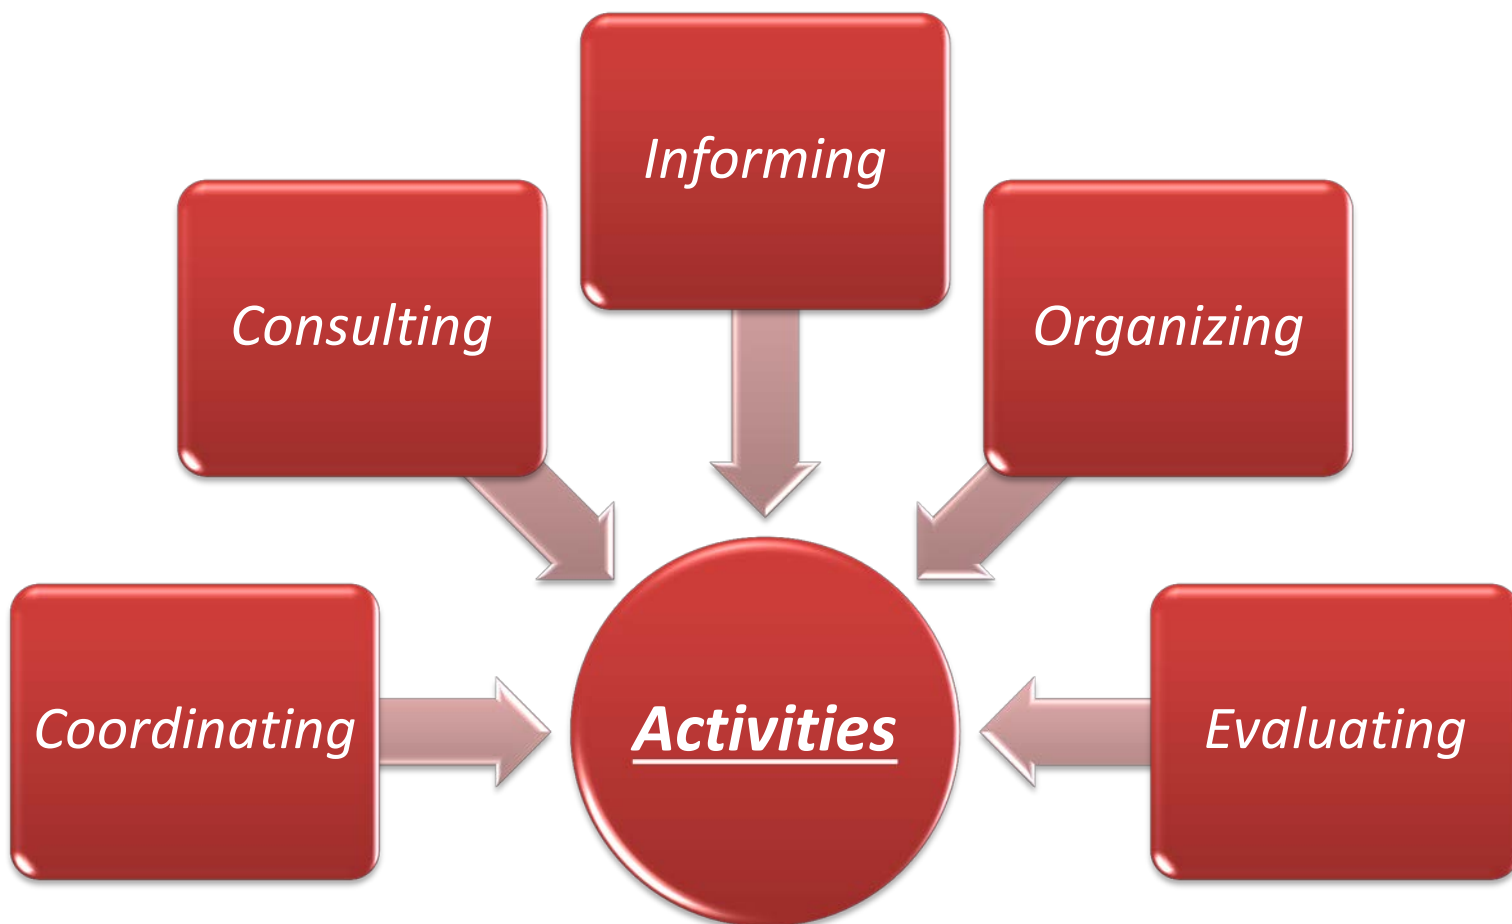 Informing
Consulting
Organizing
Coordinating
Activities
Evaluating